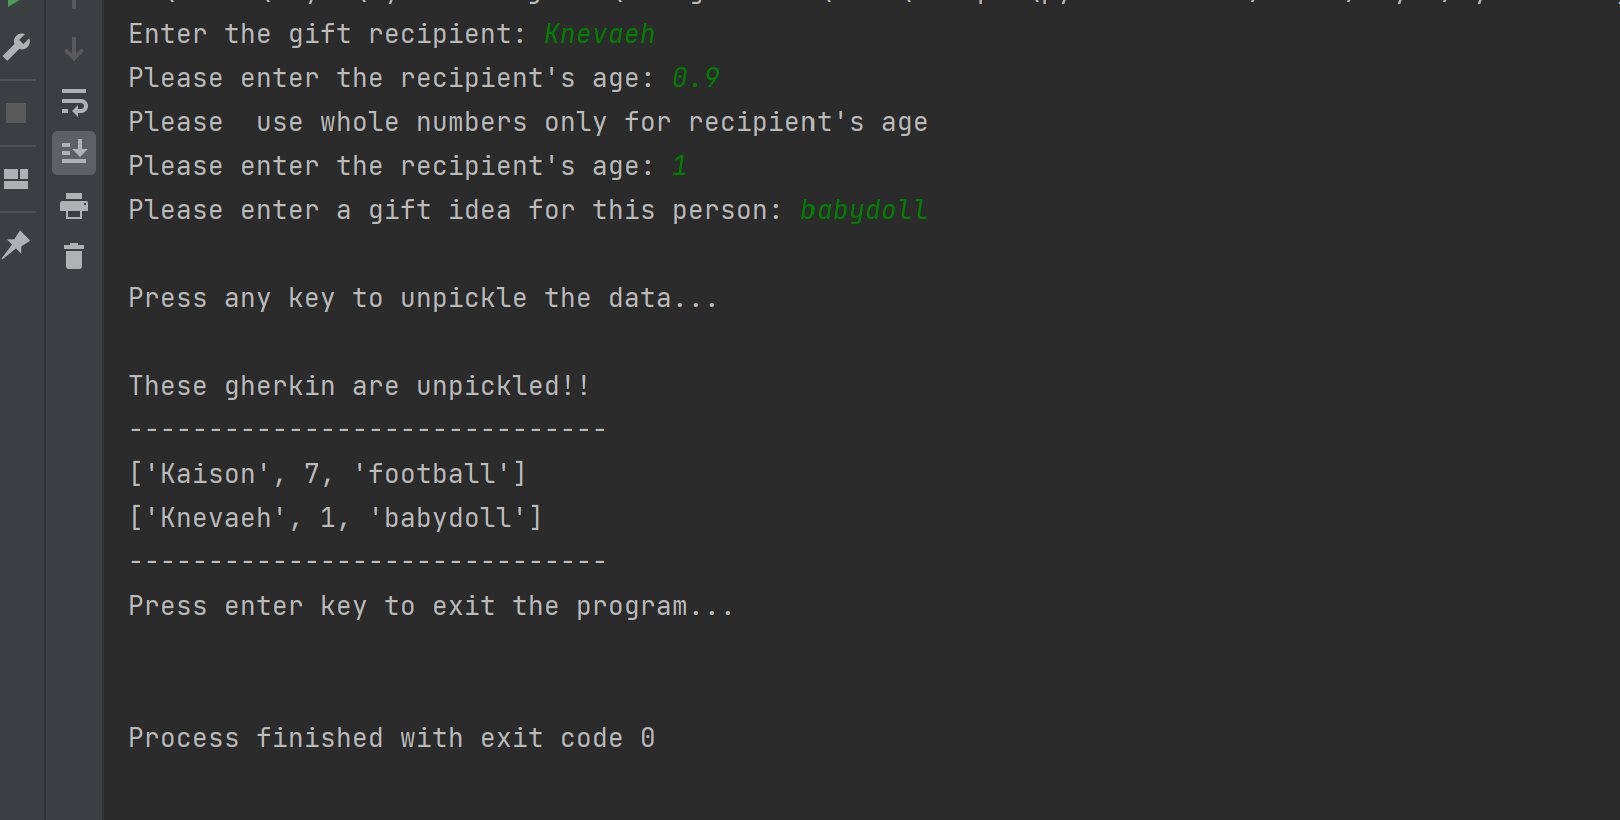 Enter the gift recipient: Knevaeh
Please enter the recipient's age: 0.9
Please  use whole numbers only for recipient's age
Please enter the recipient's age: 1
Please enter a gift idea for this person: babydoll
Press any key to unpickle the data...
These gherkin are unpickled!!
------------------------------
['Kaison', 7, 'football']
['Knevaeh', 1, 'babydoll']
------------------------------
Press enter key to exit the program...
Process finished with exit code 0